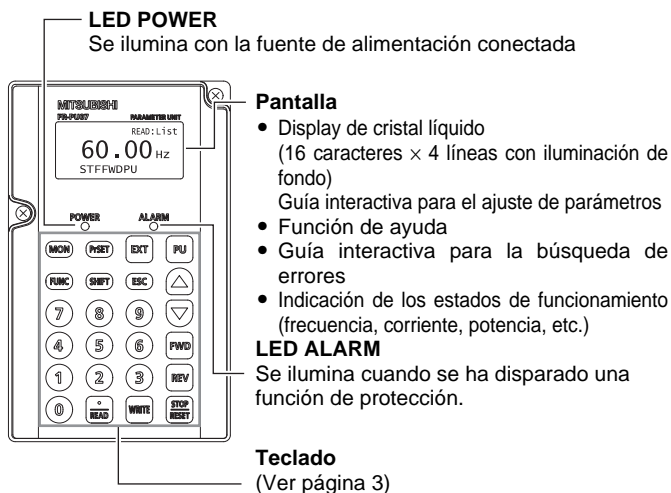 LED POWER
Se ilumina con la fuente de alimentación conectada
MITSUBISHI
FR-PU07 PARAMETER UNIT
READ:List
60.00 Hz
STFFWDPU
POWER ALARM
MON PrSET EXT PU
FUNC SHIFT ESC
7 8 9
4 5 6 FWD
1 2 3 REV
0 READ WRITE STOP RESET
Pantalla
• Display de cristal líquido
(16 caracteres × 4 líneas con iluminación de
fondo)
Guía interactiva para el ajuste de parámetros
• Función de ayuda
• Guía interactiva para la búsqueda de
errores
• Indicación de los estados de funcionamiento
(frecuencia, corriente, potencia, etc.)
LED ALARM
Se ilumina cuando se ha disparado una
función de protección.
Teclado
(Ver página 3)